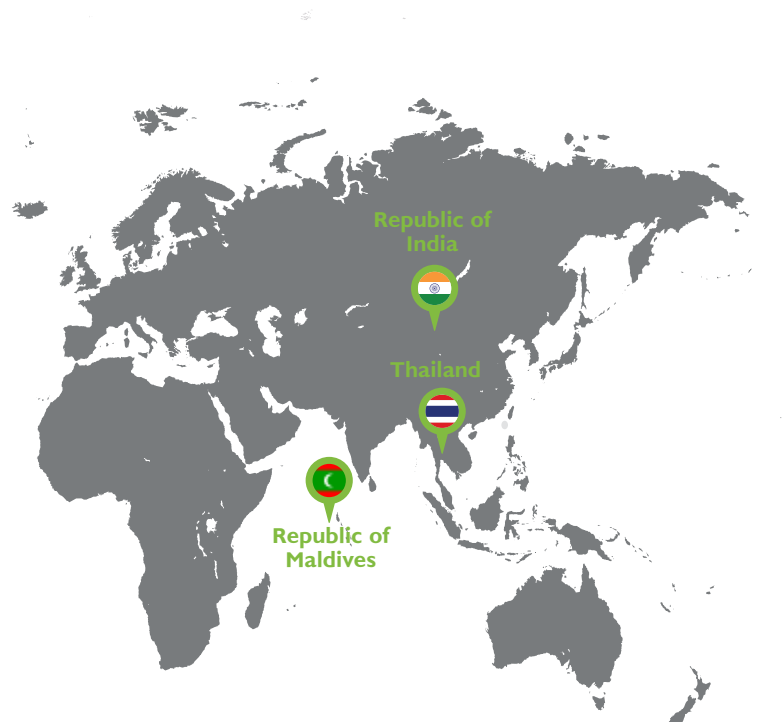 Republic of
India
Thailand
Republic of
Maldives